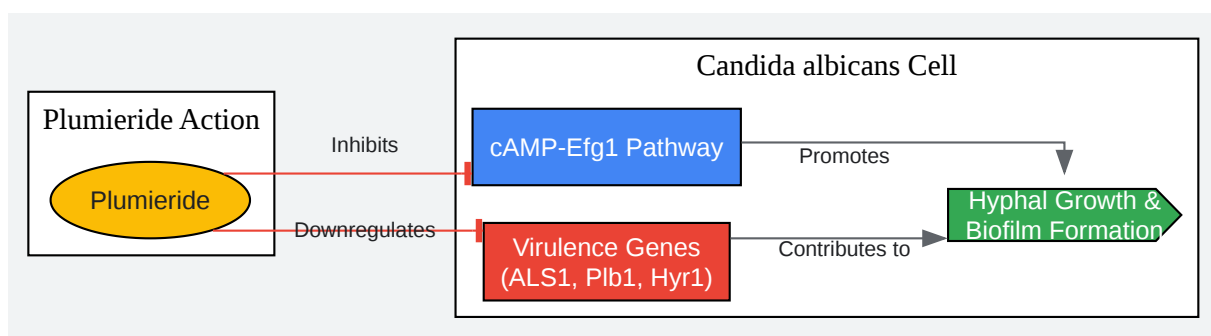 Plumieride Action
Plumieride
Inhibits
Downregulates
Candida albicans Cell
cAMP-Efg1 Pathway
Virulence Genes
(ALS1, Plb1, Hyr1)
Promotes
Contributes to
Hyphal Growth &
Biofilm Formation